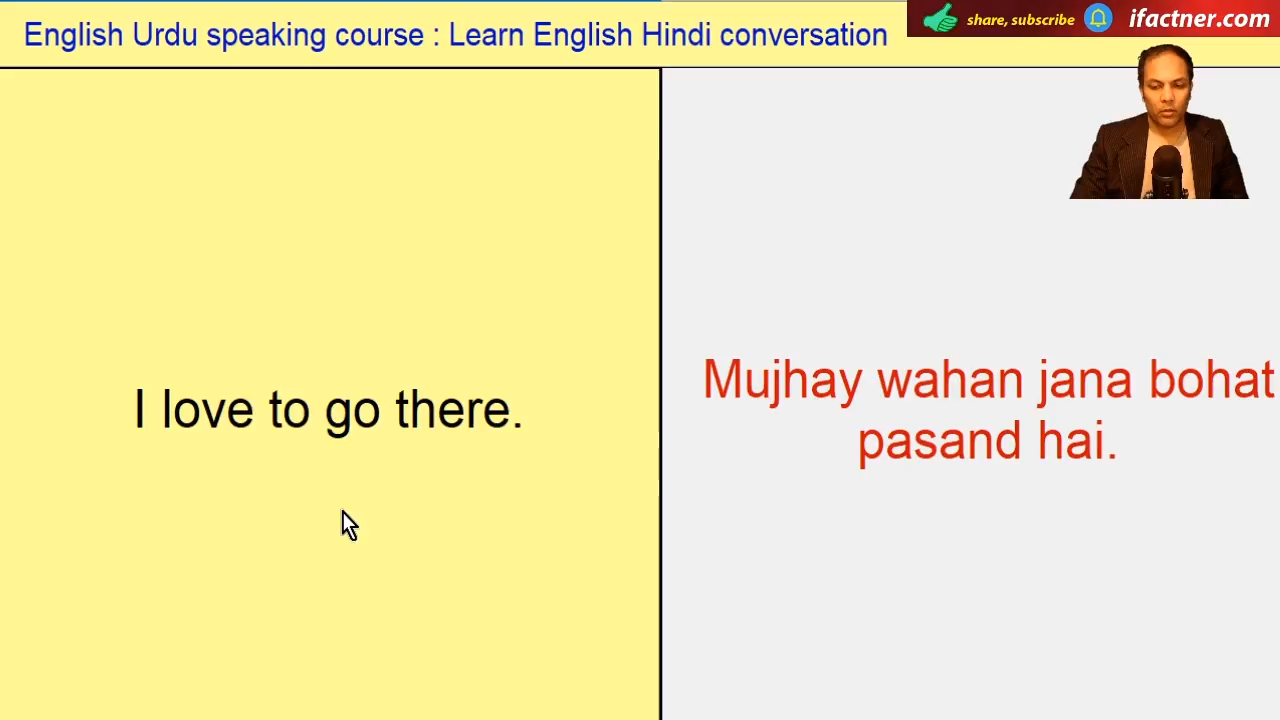 English Urdu speaking course : Learn English Hindi conversation
share, subscribe
ifactner.com
I love to go there.
Mujhay wahan jana bohat
pasand hai.